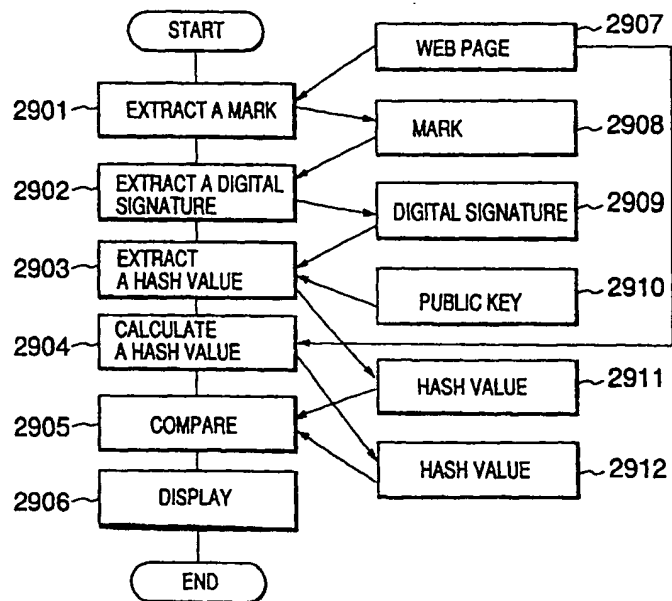 START
WEB PAGE
2907
2901
EXTRACT A MARK
MARK
2908
2902
EXTRACT A DIGITAL
SIGNATURE
DIGITAL SIGNATURE
2909
2903
EXTRACT
A HASH VALUE
PUBLIC KEY
2910
2904
CALCULATE
A HASH VALUE
HASH VALUE
2911
2905
COMPARE
HASH VALUE
2912
2906
DISPLAY
END